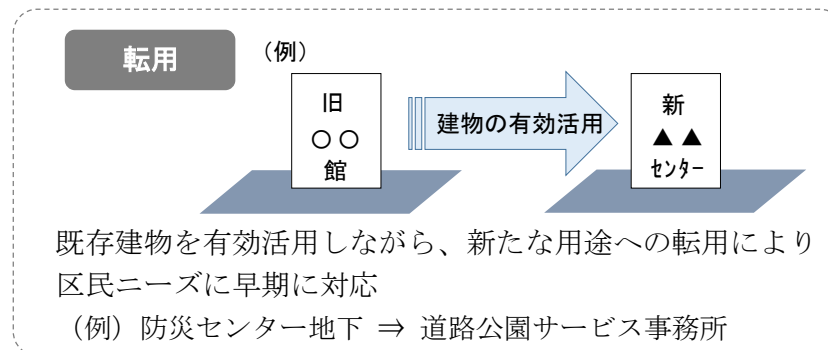 転用
（例）
旧
○○
館
建物の有効活用
新
▲▲
ｾﾝﾀｰ
既存建物を有効活用しながら、新たな用途への転用により
区民ニーズに早期に対応
（例）防災センター地下 ⇒ 道路公園サービス事務所